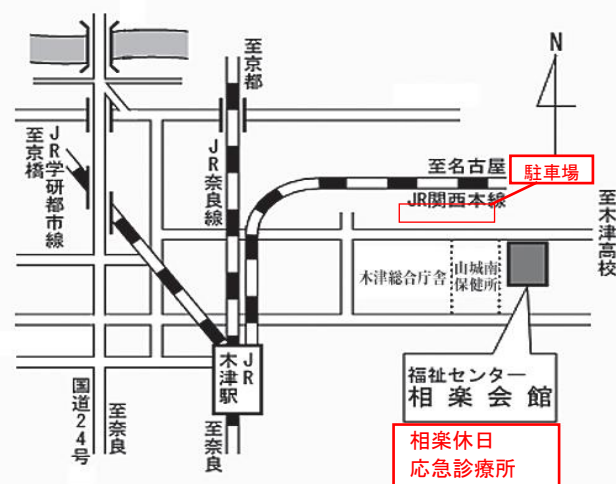 至京都
N
JR学研都市線
至京橋
JR奈良線
至名古屋
駐車場
JR関西本線
至木津高校
木津総合庁舎
山城南
保健所
JR
木津駅
福祉センター
相楽会館
国道24号
至奈良
至奈良
相楽休日
応急診療所